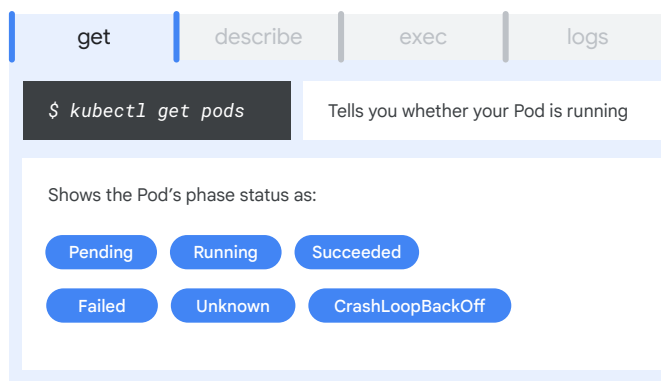 get describe exec logs
$ kubectl get pods Tells you whether your Pod is running
Shows the Pod’s phase status as:
Pending Running Succeeded
Failed Unknown CrashLoopBackOff